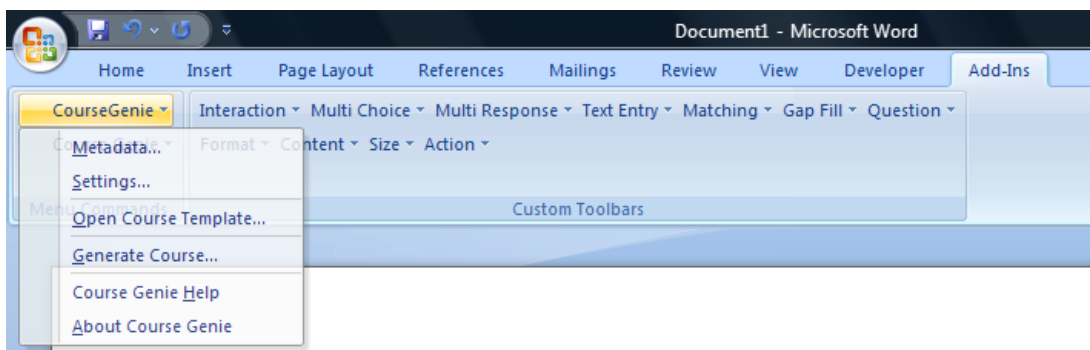 Document1 - Microsoft Word
Home Insert Page Layout References Mailings Review View Developer Add-Ins
CourseGenie Interaction Multi Choice Multi Response Text Entry Matching Gap Fill Question
Format Content Size Action
Menu Commands Custom Toolbars
Metadata...
Settings...
Open Course Template...
Generate Course...
Course Genie Help
About Course Genie